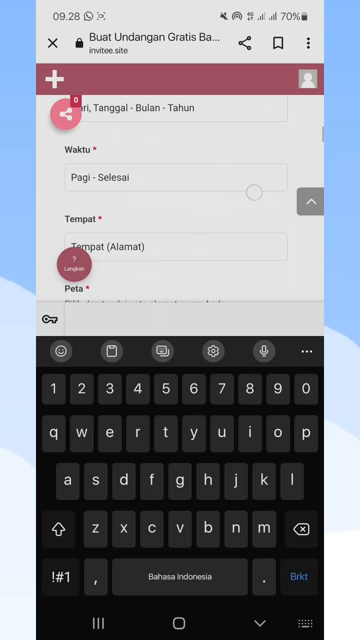 09.28
70%
Buat Undangan Gratis Ba...
invitee.site
0
ri, Tanggal - Bulan - Tahun
Waktu *
Pagi - Selesai
Tempat *
Tempat (Alamat)
?
Langkah
Peta *
1 2 3 4 5 6 7 8 9 0
q w e r t y u i o p
a s d f g h j k l
z x c v b n m
!#1 , Bahasa Indonesia . Brkt